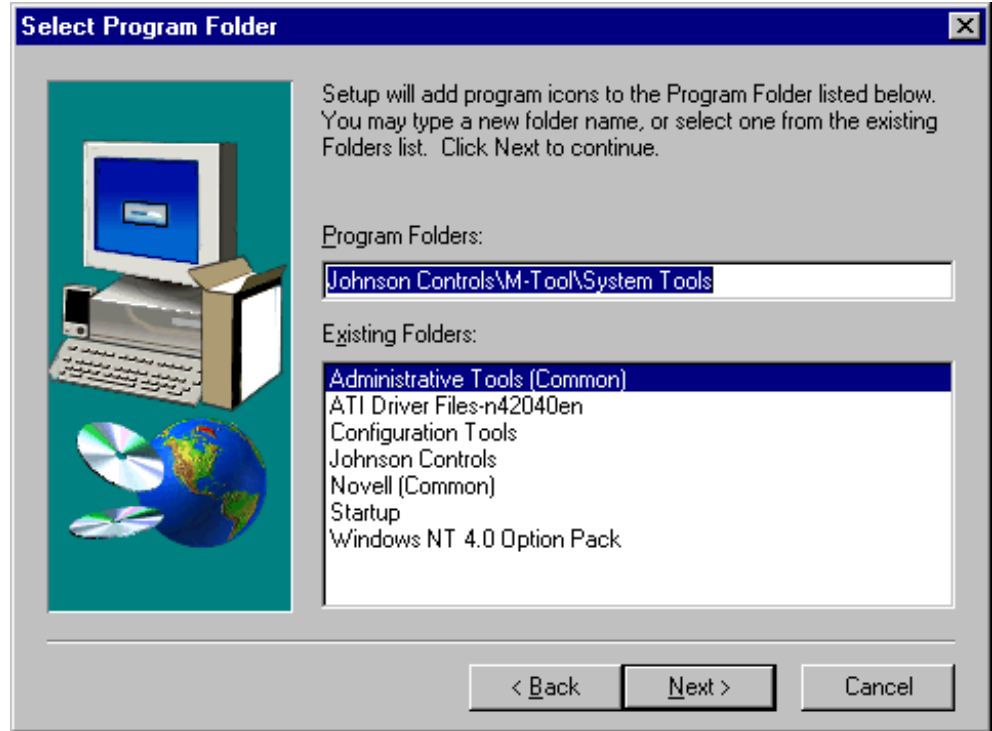 Select Program Folder
Setup will add program icons to the Program Folder listed below.
You may type a new folder name, or select one from the existing
Folders list.  Click Next to continue.
Program Folders:
Johnson Controls\M-Tool\System Tools
Existing Folders:
Administrative Tools (Common)
ATI Driver Files-n42040en
Configuration Tools
Johnson Controls
Novell (Common)
Startup
Windows NT 4.0 Option Pack
< Back
Next >
Cancel